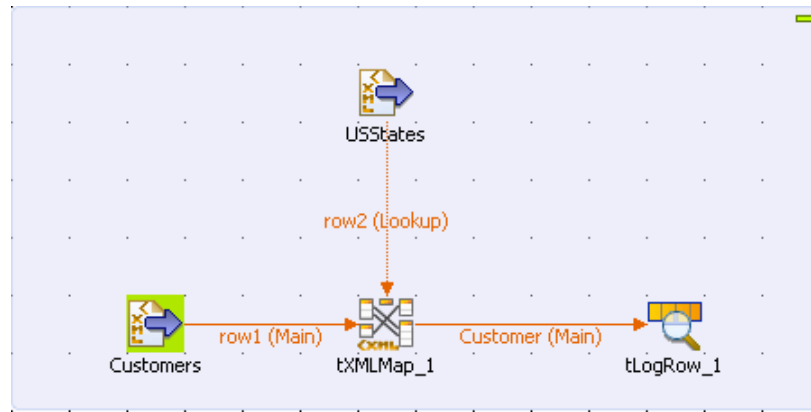 USStates
row2 (Lookup)
row1 (Main)
Customer (Main)
Customers
tXMLMap_1
tLogRow_1